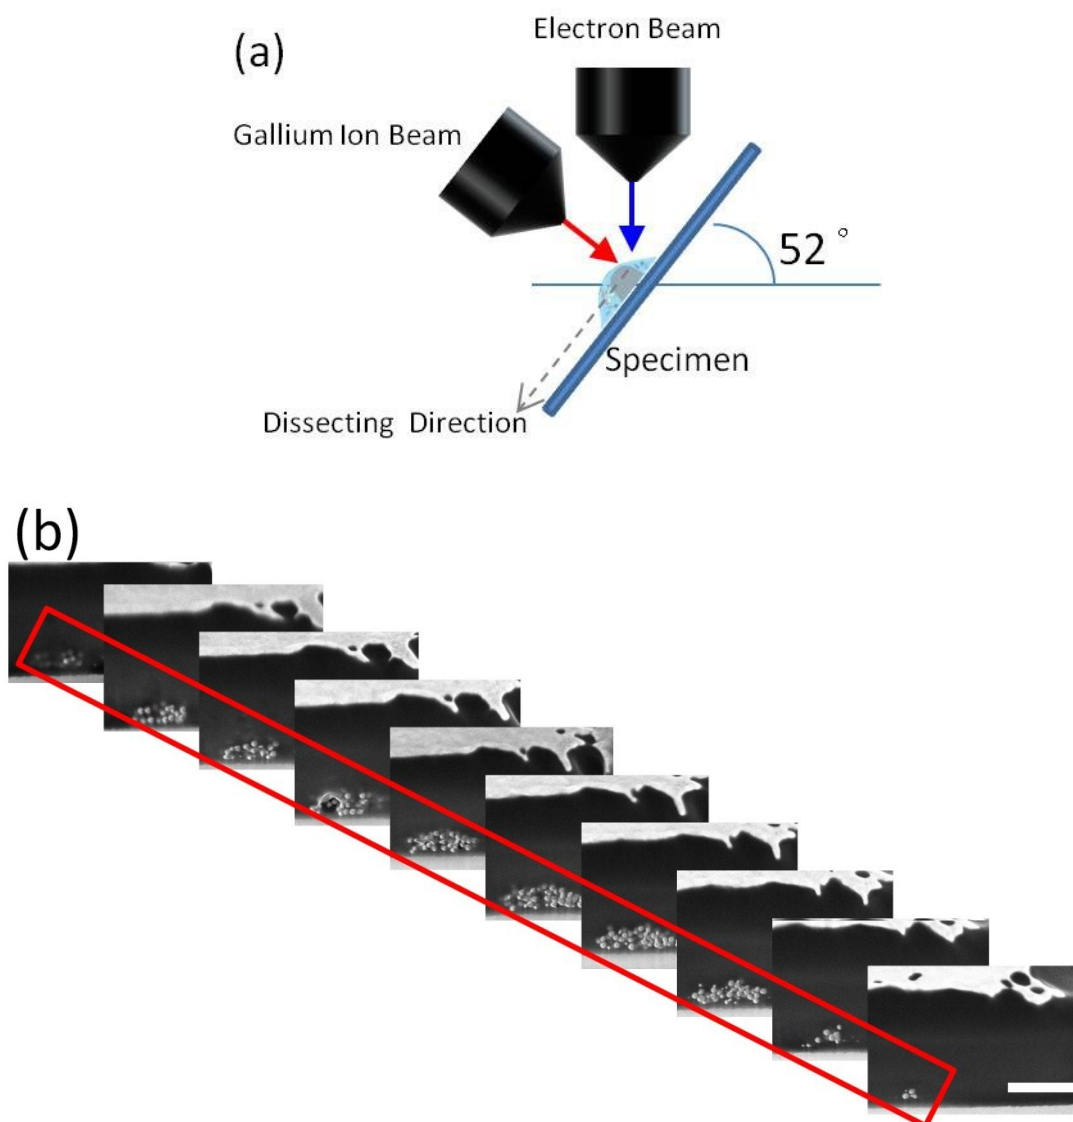 (a)
Electron Beam
Gallium Ion Beam
52°
Specimen
Dissecting Direction
(b)